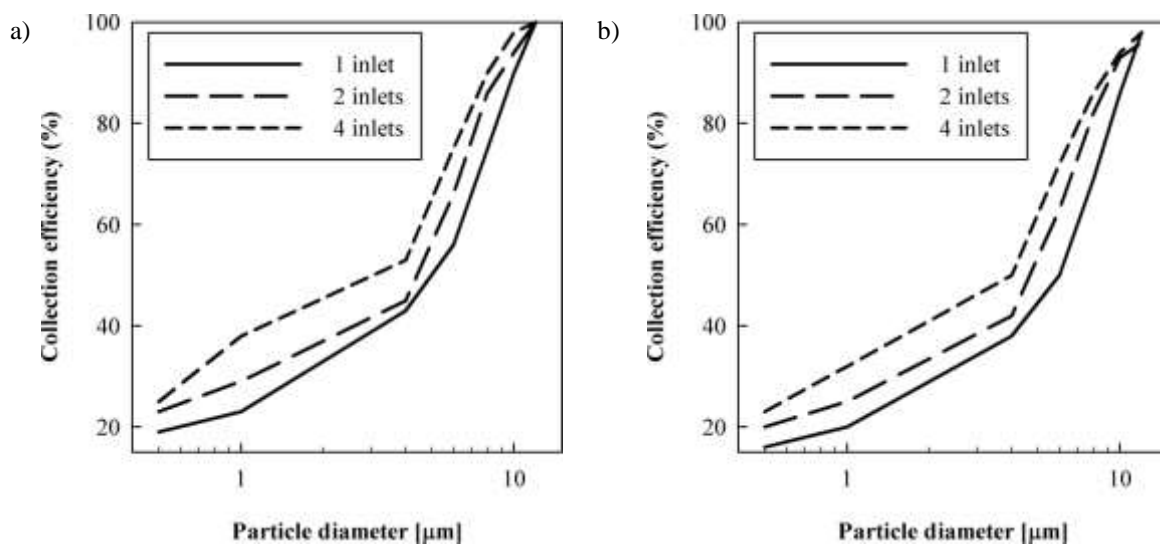 a)
Collection efficiency (%)
100
80
60
40
20
1 inlet
2 inlets
4 inlets
1
10
Particle diameter [µm]
b)
Collection efficiency (%)
100
80
60
40
20
1 inlet
2 inlets
4 inlets
1
10
Particle diameter [µm]